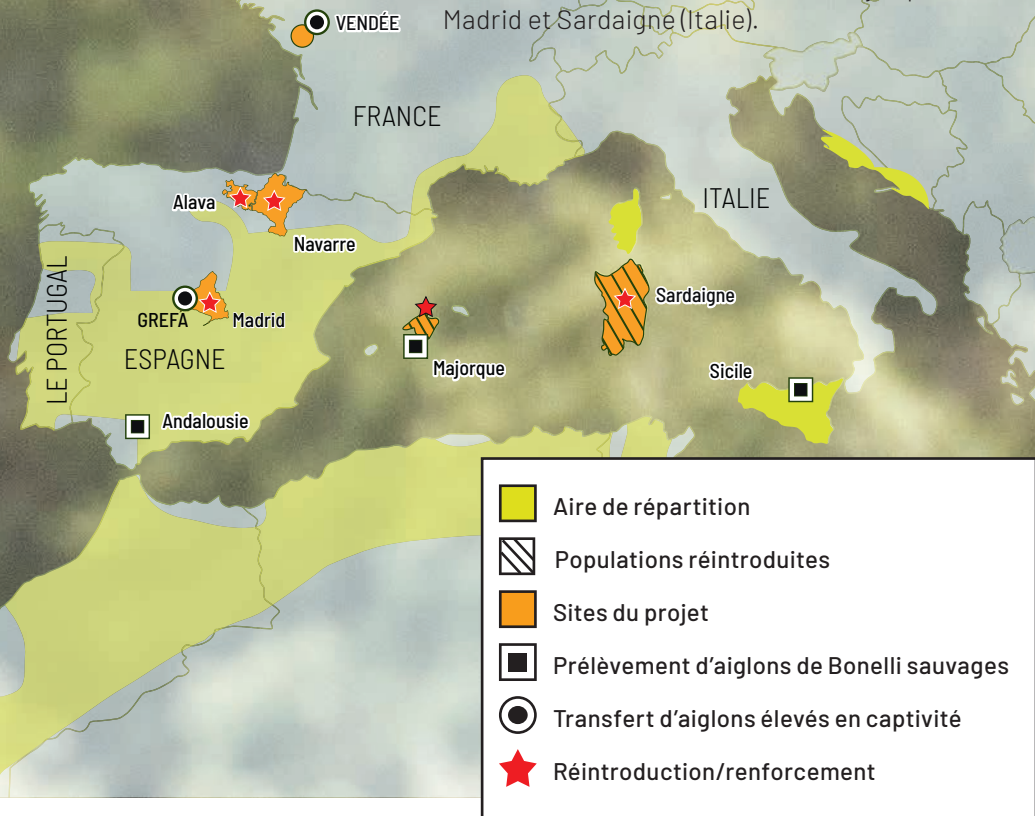 VENDÉE
Madrid et Sardaigne (Italie).
FRANCE
ITALIE
Alava
Navarre
LE PORTUGAL
GREFA
Madrid
ESPAGNE
Sardaigne
Majorque
Sicile
Andalousie
Aire de répartition
Populations réintroduites
Sites du projet
Prélèvement d'aiglons de Bonelli sauvages
Transfert d'aiglons élevés en captivité
Réintroduction/renforcement